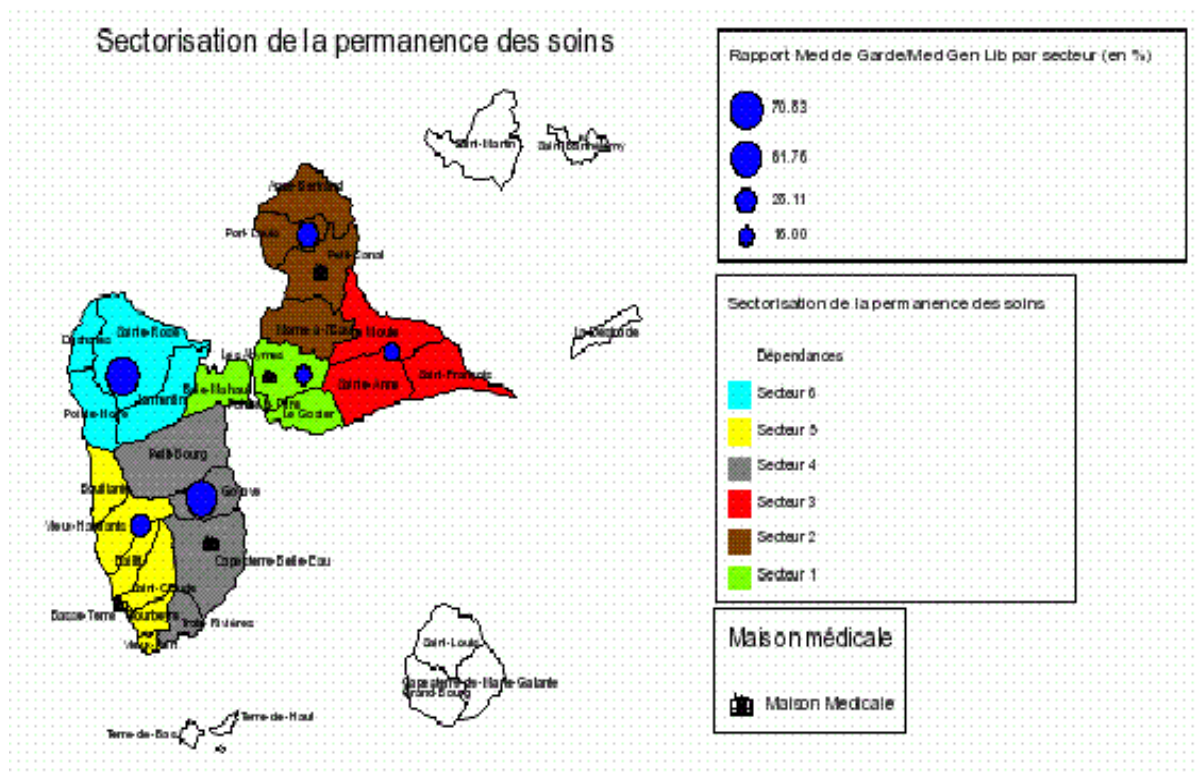 Sectorisation de la permanence des soins
Rapport Med de Garde/Med Gen Lib par secteur (en %)
70.83
61.76
26.11
16.00
Saint-Martin
Saint-Barthélemy
Anse-Bertrand
Port-Louis
Petit-Canal
Morne-à-l'Eau
Le Moule
La Désirade
Sainte-Rose
Deshaies
Les Abymes
Baie-Mahault
Sainte-Anne
Saint-François
Pointe-à-Pitre
Le Gosier
Lamentin
Pointe-Noire
Petit-Bourg
Bouillante
Goyave
Vieux-Habitants
Baillif
Capesterre-Belle-Eau
Saint-Claude
Basse-Terre
Gourbeyre
Trois-Rivières
Vieux-Fort
Saint-Louis
Capesterre-de-Marie-Galante
Grand-Bourg
Terre-de-Haut
Terre-de-Bas
Sectorisation de la permanence des soins
Dépendances
Secteur 6
Secteur 5
Secteur 4
Secteur 3
Secteur 2
Secteur 1
Maison médicale
Maison Medicale